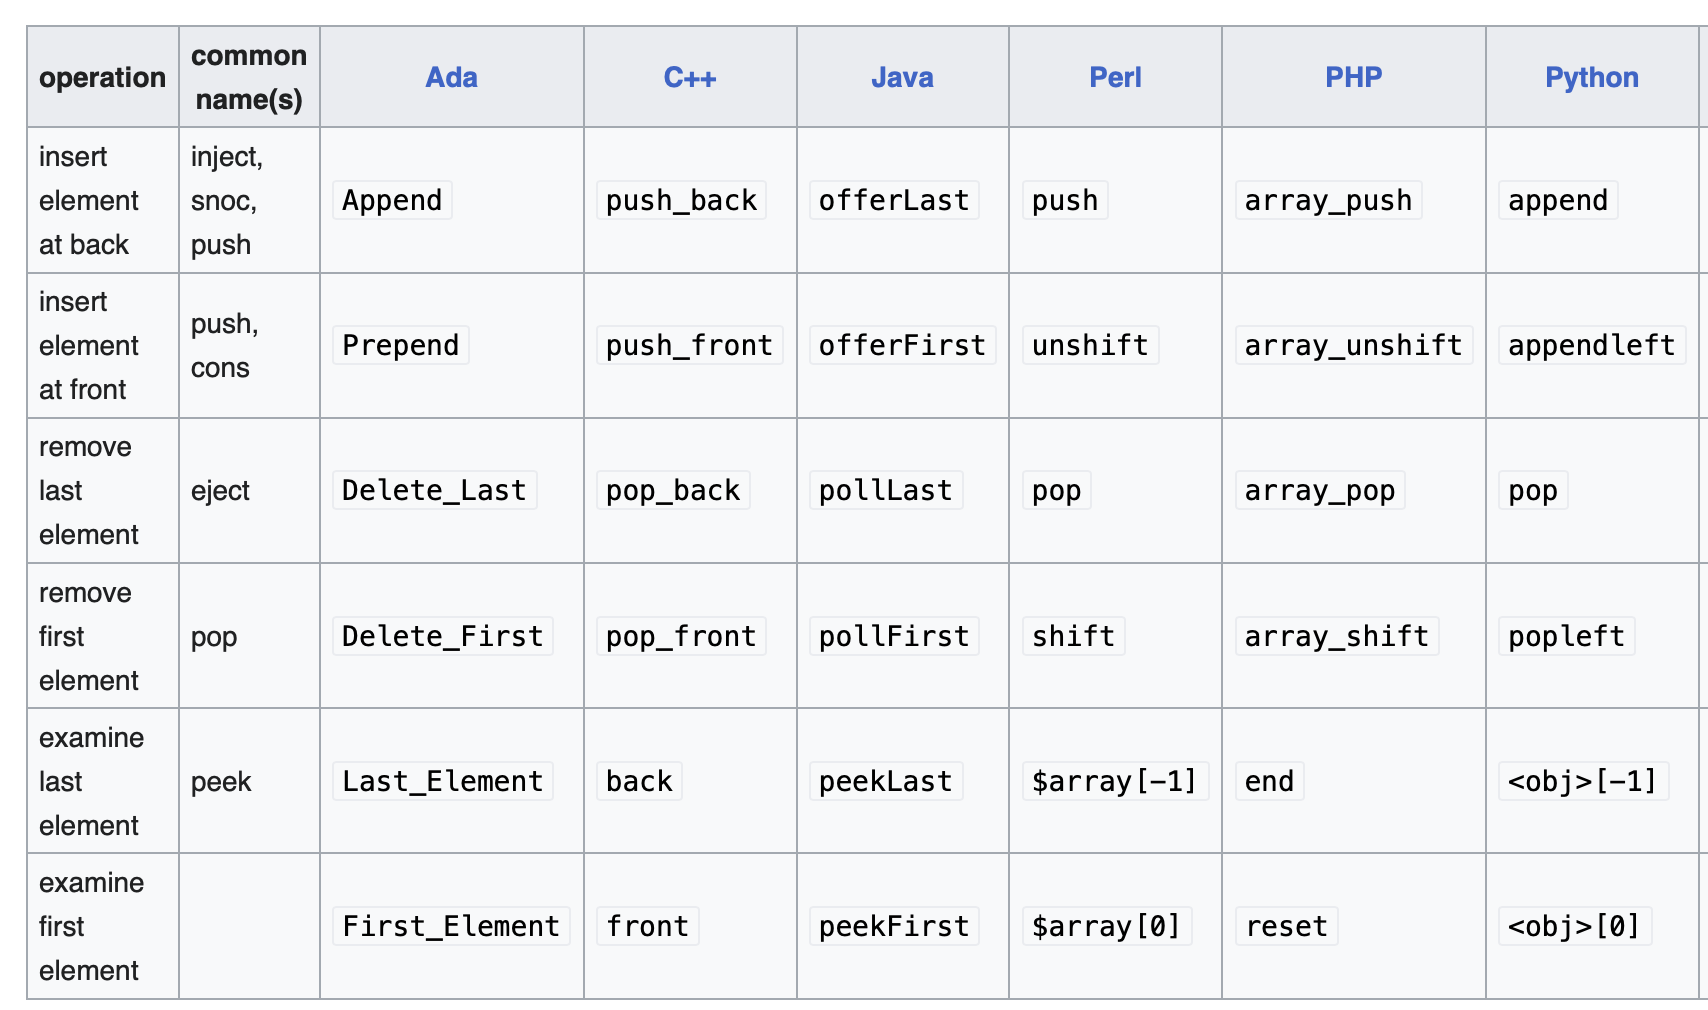 operation common name(s) Ada C++ Java Perl PHP Python
insert element at back inject, snoc, push Append push_back offerLast push array_push append
insert element at front push, cons Prepend push_front offerFirst unshift array_unshift appendleft
remove last element eject Delete_Last pop_back pollLast pop array_pop pop
remove first element pop Delete_First pop_front pollFirst shift array_shift popleft
examine last element peek Last_Element back peekLast $array[-1] end <obj>[-1]
examine first element First_Element front peekFirst $array[0] reset <obj>[0]